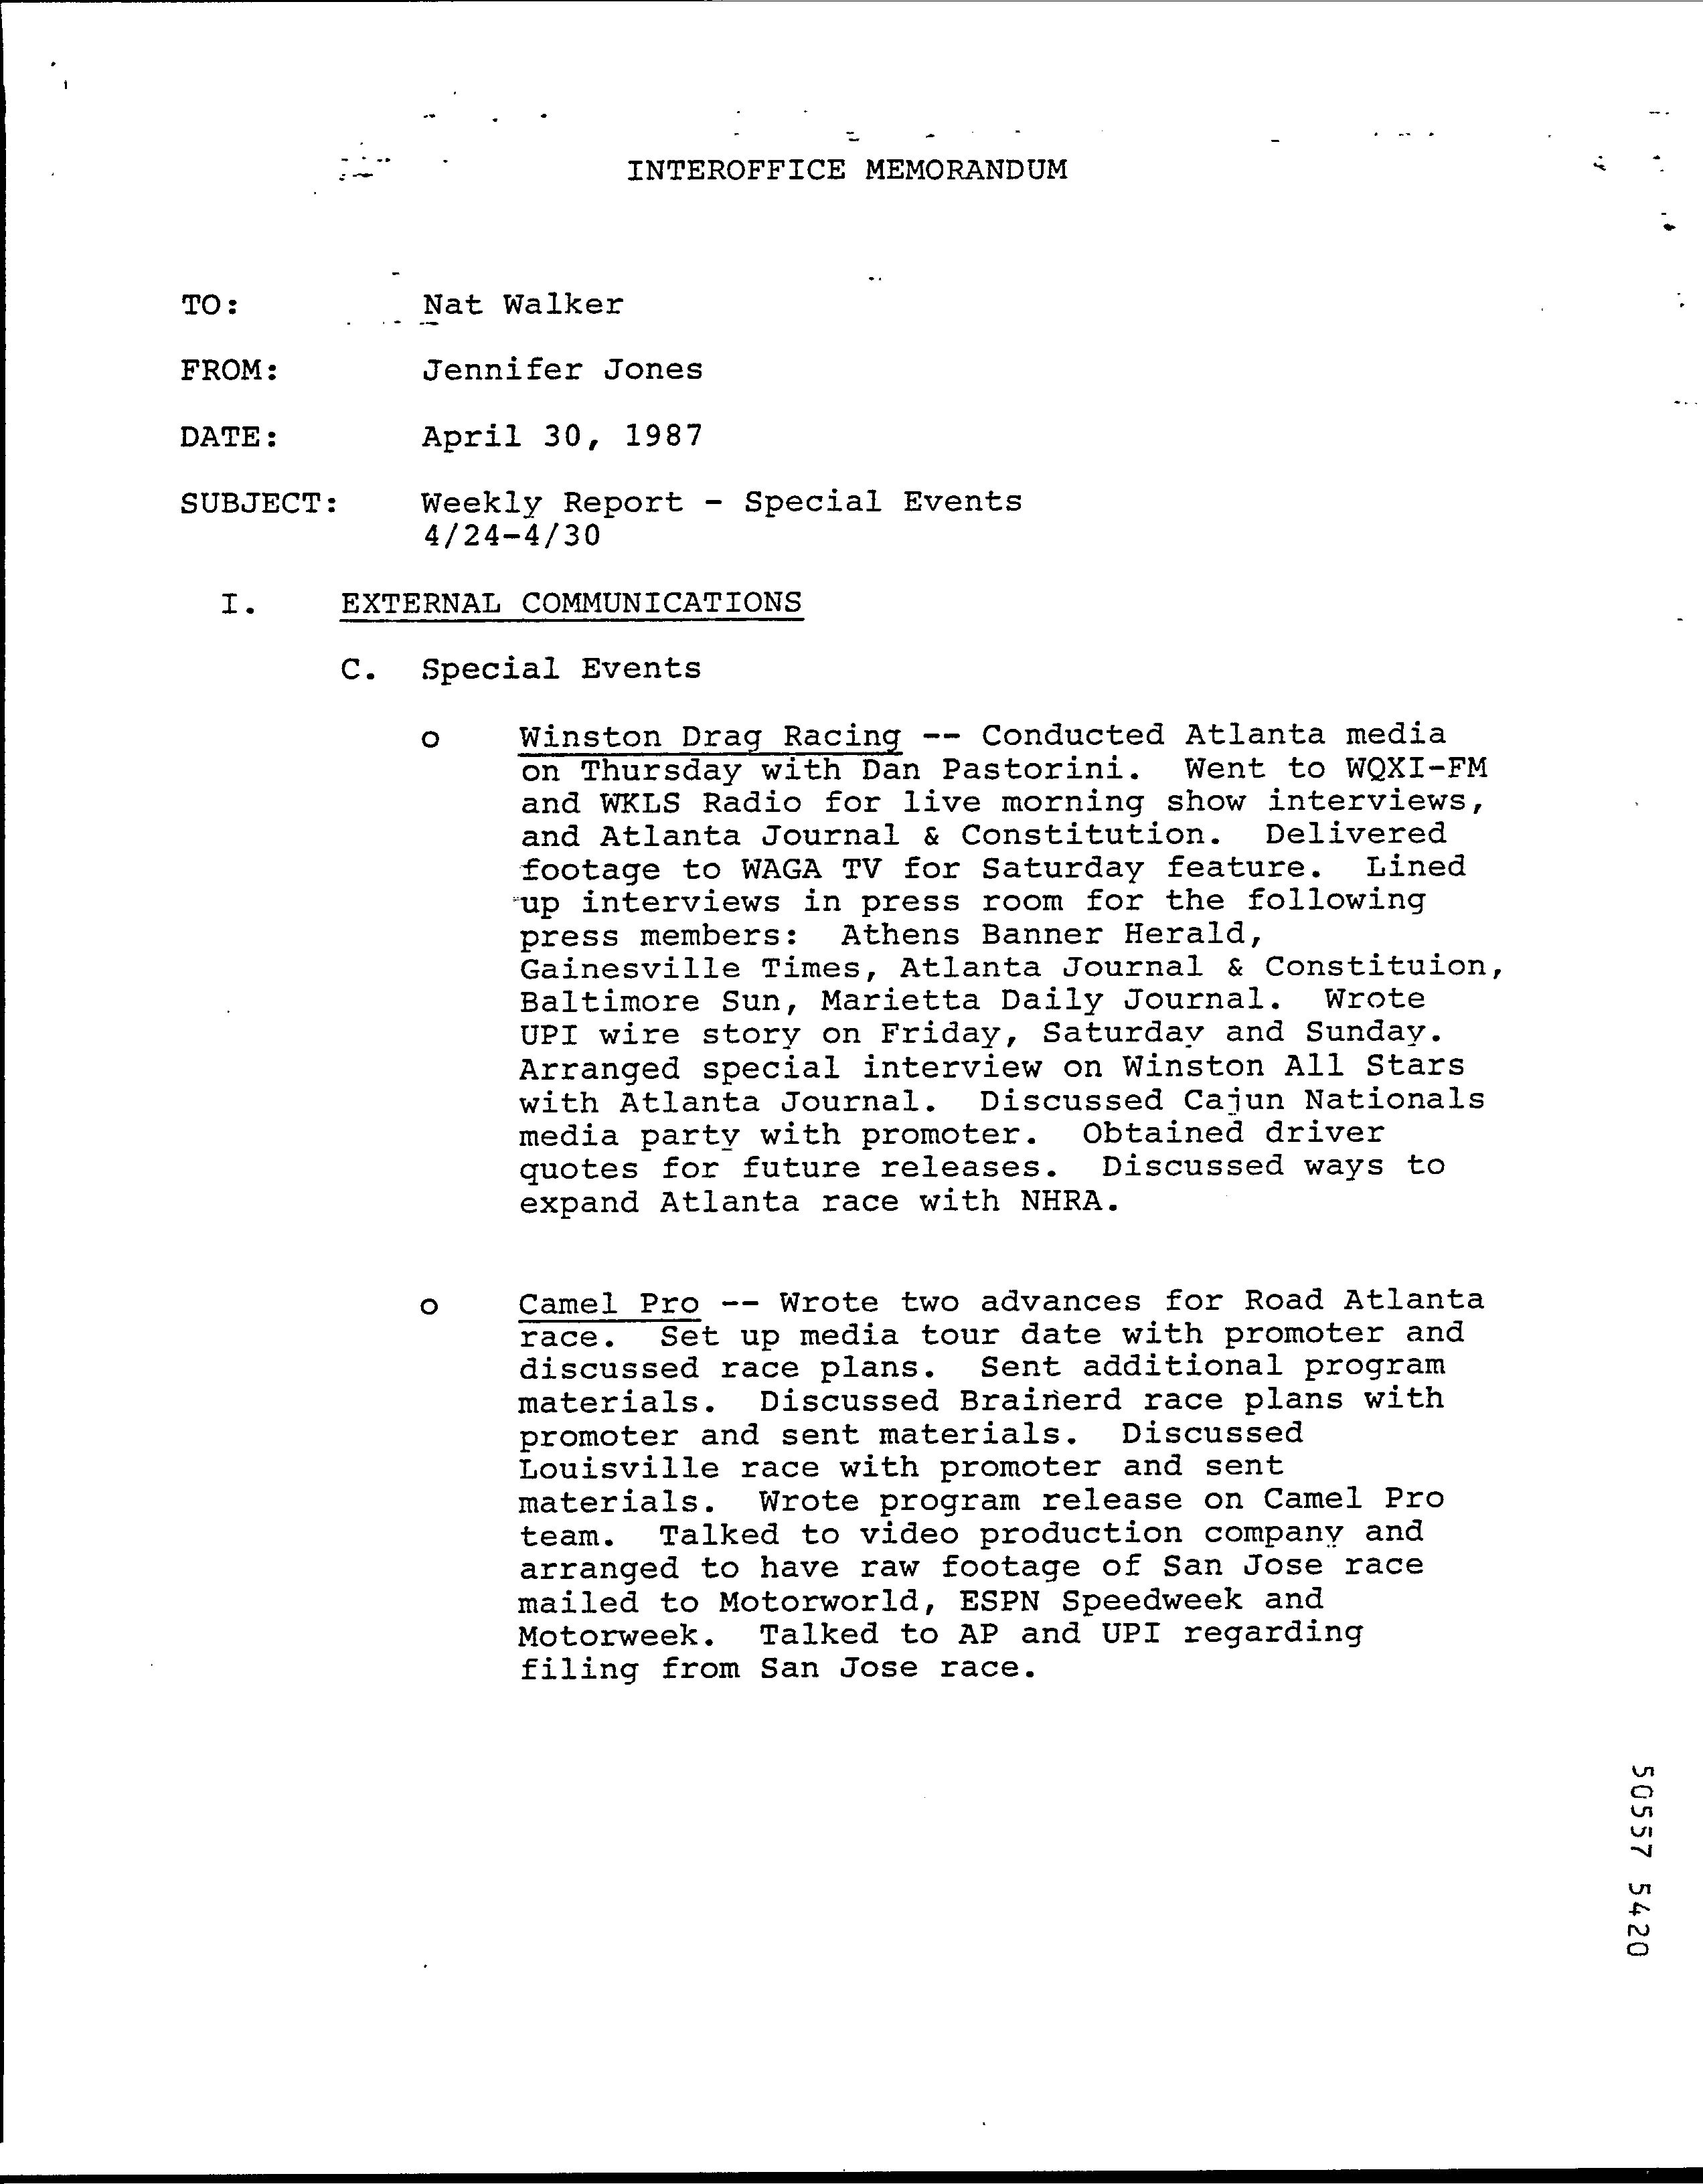 INTEROFFICE MEMORANDUM
TO: Nat Walker
FROM: Jennifer Jones
DATE: April 30, 1987
SUBJECT: Weekly Report - Special Events
4/24-4/30
I. EXTERNAL COMMUNICATIONS
C. Special Events
o Winston Drag Racing -- Conducted Atlanta media
on Thursday with Dan Pastorini. Went to WQXI-FM
and WKLS Radio for live morning show interviews,
and Atlanta Journal & Constitution. Delivered
footage to WAGA TV for Saturday feature. Lined
up interviews in press room for the following
press members: Athens Banner Herald,
Gainesville Times, Atlanta Journal & Constituion,
Baltimore Sun, Marietta Daily Journal. Wrote
UPI wire story on Friday, Saturday and Sunday.
Arranged special interview on Winston All Stars
with Atlanta Journal. Discussed Cajun Nationals
media party with promoter. Obtained driver
quotes for future releases. Discussed ways to
expand Atlanta race with NHRA.
o Camel Pro -- Wrote two advances for Road Atlanta
race. Set up media tour date with promoter and
discussed race plans. Sent additional program
materials. Discussed Brainerd race plans with
promoter and sent materials. Discussed
Louisville race with promoter and sent
materials. Wrote program release on Camel Pro
team. Talked to video production company and
arranged to have raw footage of San Jose race
mailed to Motorworld, ESPN Speedweek and
Motorweek. Talked to AP and UPI regarding
filing from San Jose race.
50557 5420